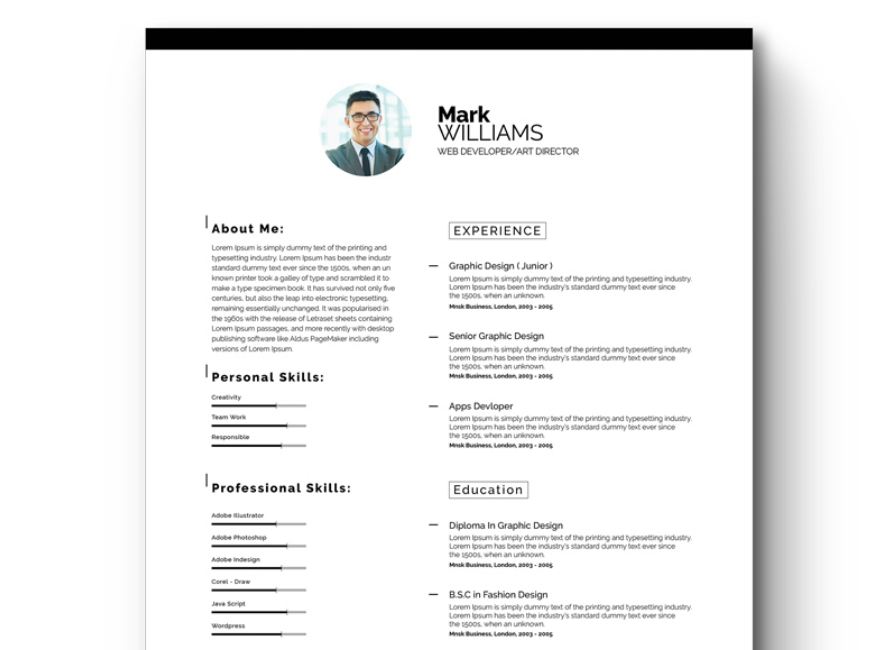 Mark
WILLIAMS
WEB DEVELOPER/ART DIRECTOR
About Me:
Lorem Ipsum is simply dummy text of the printing and
typesetting industry. Lorem Ipsum has been the industr
standard dummy text ever since the 1500s, when an un
known printer took a galley of type and scrambled it to
make a type specimen book. It has survived not only five
centuries, but also the leap into electronic typesetting,
remaining essentially unchanged. It was popularised in
the 1960s with the release of Letraset sheets containing
Lorem Ipsum passages, and more recently with desktop
publishing software like Aldus PageMaker including
versions of Lorem Ipsum.
Personal Skills:
Creativity
Team Work
Responsible
Professional Skills:
Adobe Illustrator
Adobe Photoshop
Adobe Indesign
Corel - Draw
Java Script
Wordpress
EXPERIENCE
Graphic Design ( Junior )
Lorem Ipsum is simply dummy text of the printing and typesetting industry.
Lorem Ipsum has been the industry's standard dummy text ever since
the 1500s, when an unknown.
Mnsk Business, London, 2003 - 2005
Senior Graphic Design
Lorem Ipsum is simply dummy text of the printing and typesetting industry.
Lorem Ipsum has been the industry's standard dummy text ever since
the 1500s, when an unknown.
Mnsk Business, London, 2003 - 2005
Apps Devloper
Lorem Ipsum is simply dummy text of the printing and typesetting industry.
Lorem Ipsum has been the industry's standard dummy text ever since
the 1500s, when an unknown.
Mnsk Business, London, 2003 - 2005
Education
Diploma In Graphic Design
Lorem Ipsum is simply dummy text of the printing and typesetting industry.
Lorem Ipsum has been the industry's standard dummy text ever since
the 1500s, when an unknown.
Mnsk Business, London, 2003 - 2005
B.S.C in Fashion Design
Lorem Ipsum is simply dummy text of the printing and typesetting industry.
Lorem Ipsum has been the industry's standard dummy text ever since
the 1500s, when an unknown.
Mnsk Business, London, 2003 - 2005